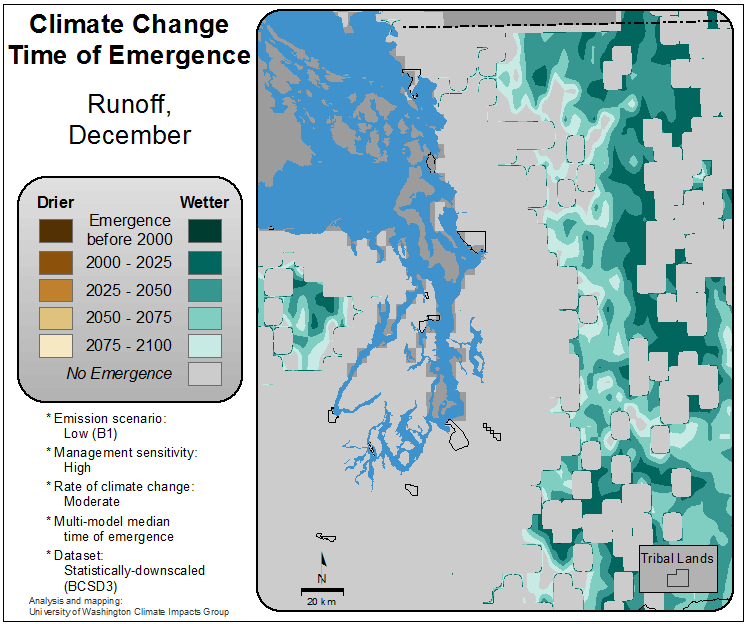 Climate Change
Time of Emergence
Runoff,
December
Drier Wetter
Emergence
before 2000
2000 - 2025
2025 - 2050
2050 - 2075
2075 - 2100
No Emergence
* Emission scenario:
Low (B1)
* Management sensitivity:
High
* Rate of climate change:
Moderate
* Multi-model median
time of emergence
* Dataset:
Statistically-downscaled
(BCSD3)
Analysis and mapping:
University of Washington Climate Impacts Group
N
20 km
Tribal Lands